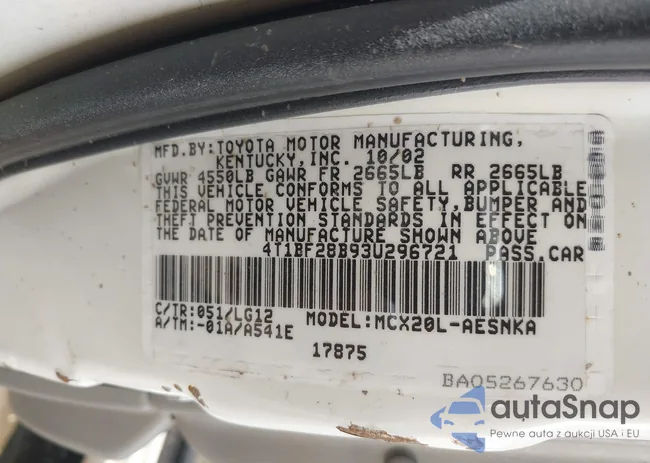 MFD.BY:TOYOTA MOTOR MANUFACTURING,
KENTUCKY,INC. 10/02
GVWR 4550LB GAWR FR 2665LB RR 2665LB
THIS VEHICLE CONFORMS TO ALL APPLICABLE
FEDERAL MOTOR VEHICLE SAFETY,BUMPER AND
THEFT PREVENTION STANDARDS IN EFFECT ON
THE DATE OF MANUFACTURE SHOWN ABOVE
4T1BF28B93U296721 PASS.CAR
C/TR:051/LG12 MODEL:MCX20L-AESNKA
A/TM:-01A/A541E
17875
BA05267630
autaSnap
Pewne auta z aukcji USA i EU